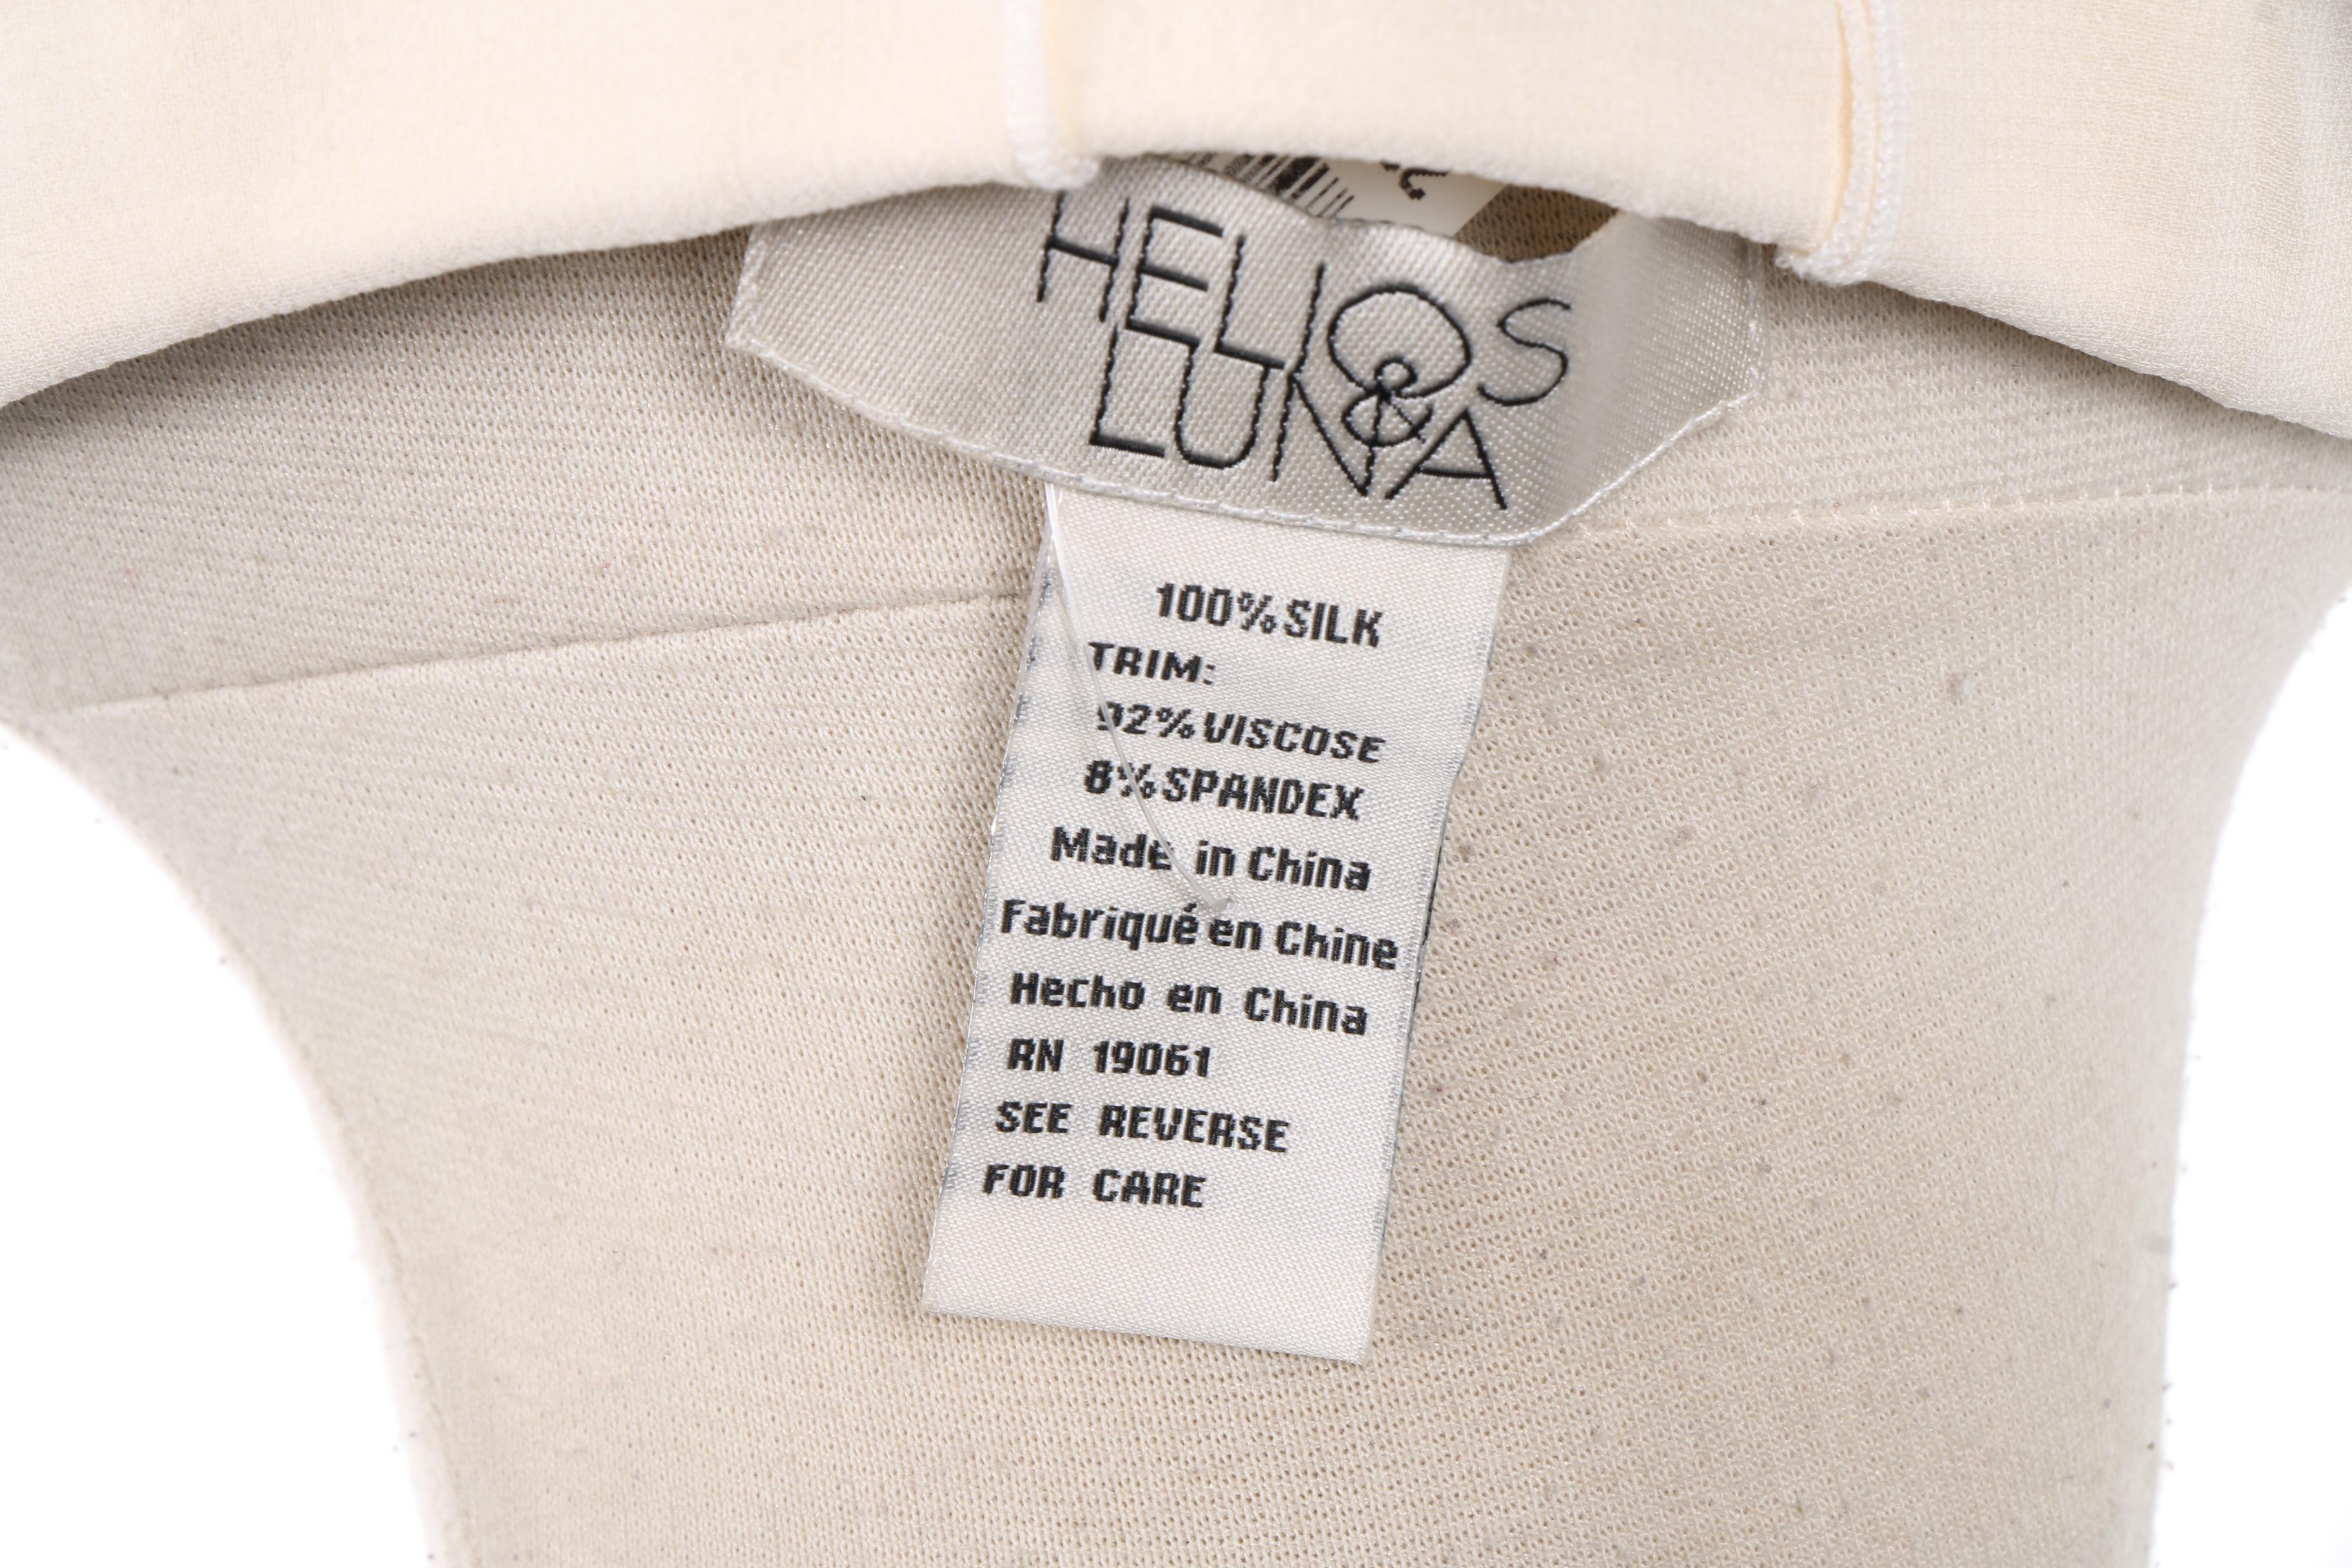 HELIOS
&
LUNA
100% SILK
TRIM:
92% VISCOSE
8% SPANDEX
Made in China
Fabriqué en Chine
Hecho en China
RN 19061
SEE REVERSE
FOR CARE